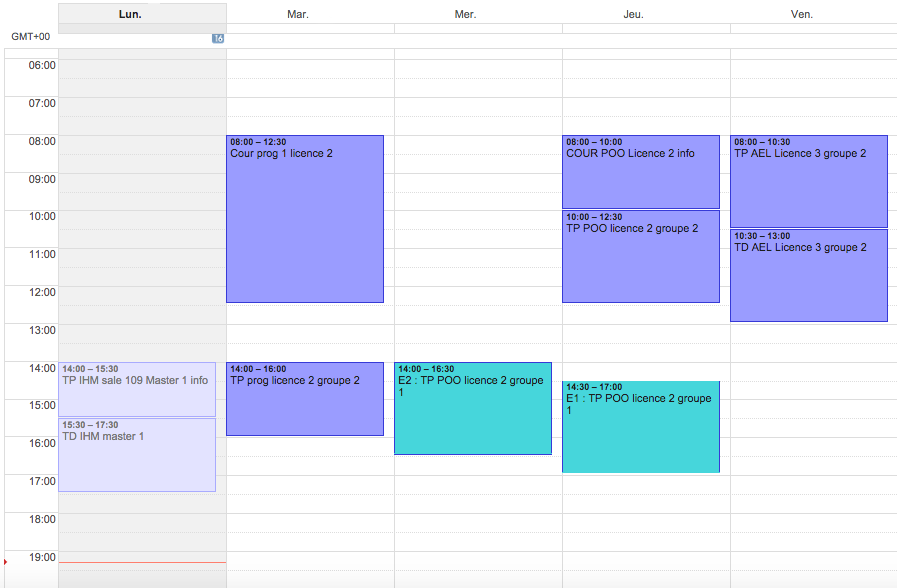 Lun.
Mar.
Mer.
Jeu.
Ven.
GMT+00
16
06:00
07:00
08:00
09:00
10:00
11:00
12:00
13:00
14:00
15:00
16:00
17:00
18:00
19:00
14:00 – 15:30
TP IHM sale 109 Master 1 info
15:30 – 17:30
TD IHM master 1
08:00 – 12:30
Cour prog 1 licence 2
14:00 – 16:00
TP prog licence 2 groupe 2
14:00 – 16:30
E2 : TP POO licence 2 groupe
1
08:00 – 10:00
COUR POO Licence 2 info
10:00 – 12:30
TP POO licence 2 groupe 2
14:30 – 17:00
E1 : TP POO licence 2 groupe
1
08:00 – 10:30
TP AEL Licence 3 groupe 2
10:30 – 13:00
TD AEL Licence 3 groupe 2